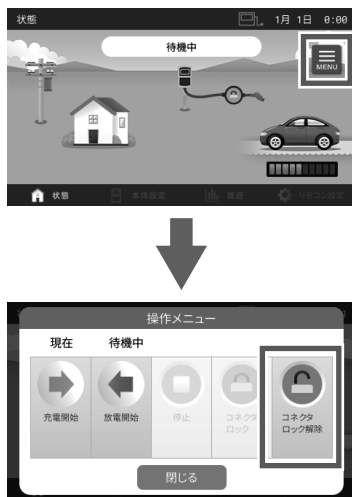 状態 1月 1日 0:00
待機中
MENU
状態 本体設定 履歴 リモコン設定
操作メニュー
現在 待機中
充電開始 放電開始 停止 コネクタ
ロック コネクタ
ロック解除
閉じる